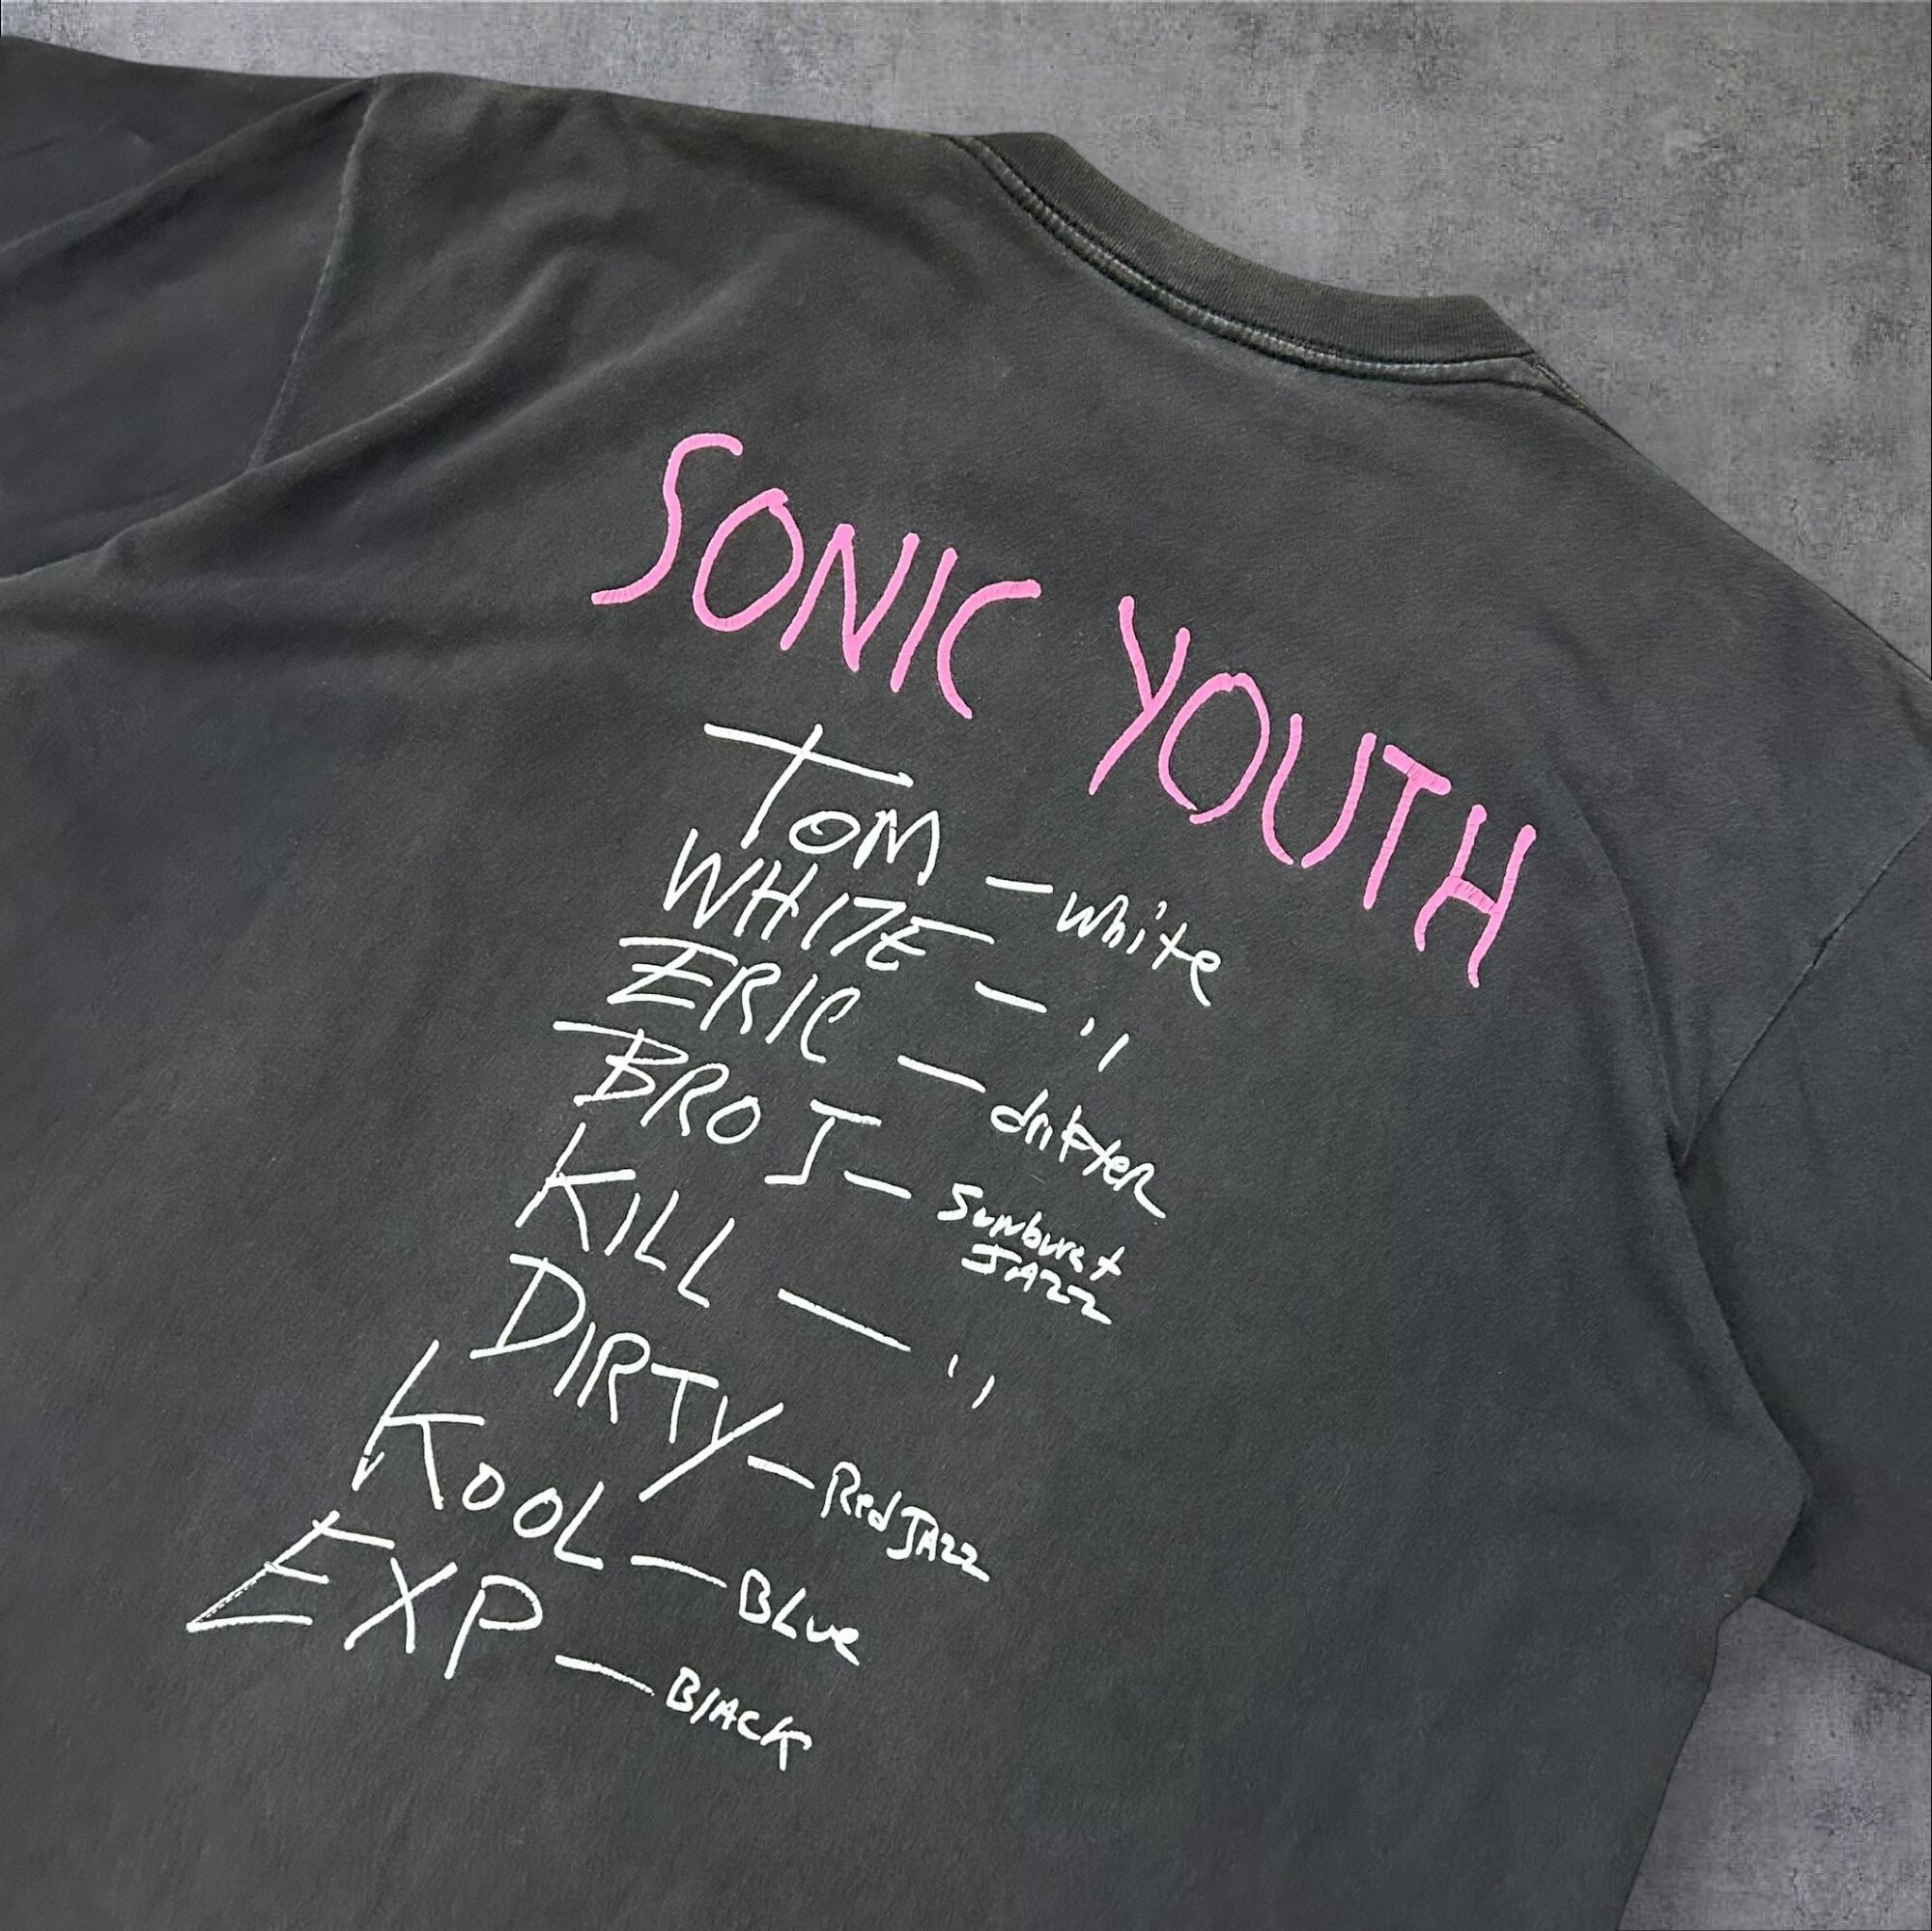 SONIC YOUTH
TOM — white
WHITE — "
ERIC — drifter
BRO J — Sunburst
JAZZ
KILL — "
DIRTY — Red JAzz
KOOL — BLue
EXP — BlAcK